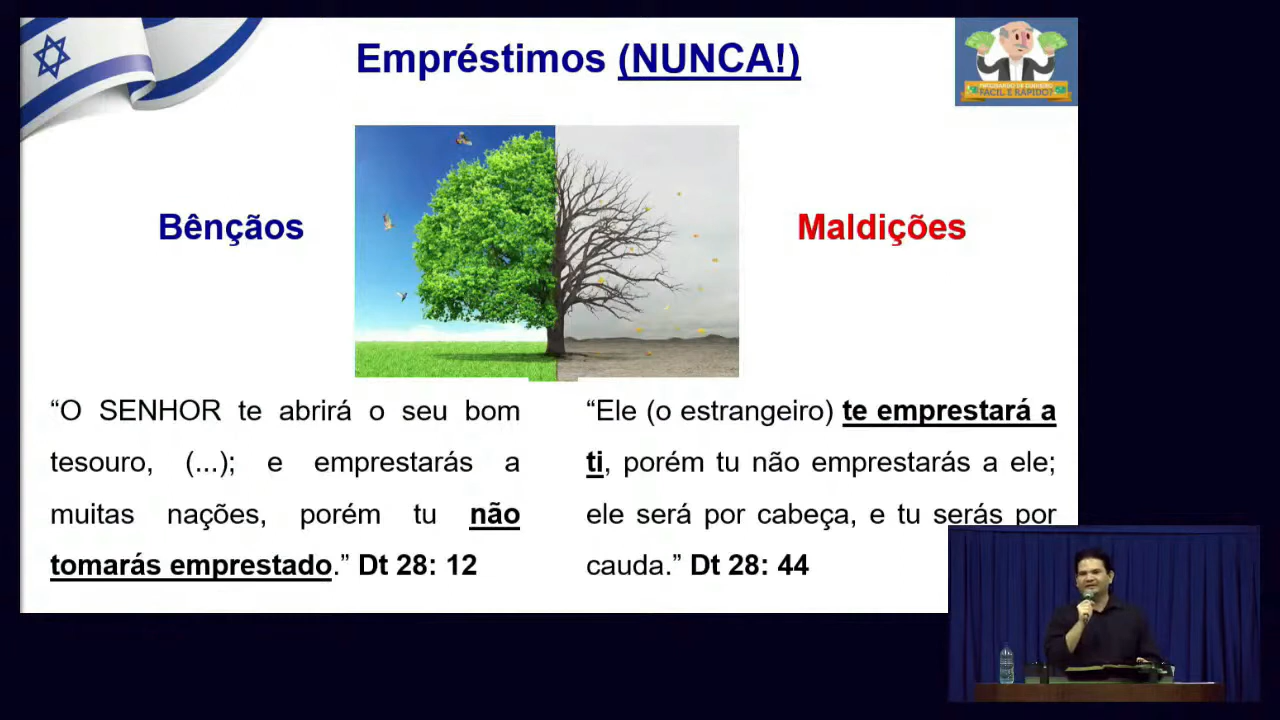 Empréstimos (NUNCA!)
FÁCIL E RÁPIDO?
Bênçãos
Maldições
“O SENHOR te abrirá o seu bom
tesouro, (...); e emprestarás a
muitas nações, porém tu não
tomarás emprestado.” Dt 28: 12
“Ele (o estrangeiro) te emprestará a
ti, porém tu não emprestarás a ele;
ele será por cabeça, e tu serás por
cauda.” Dt 28: 44